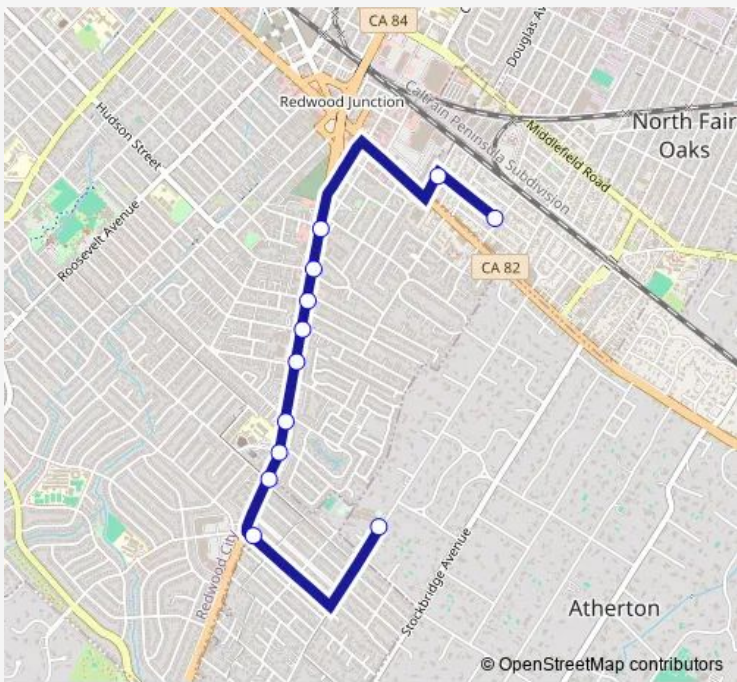 CA 84
Douglas Av
Redwood Junction
Caltrain Peninsula Subdivision
Hudson Street
Middlefield Road
North Fair
Oaks
Roosevelt Avenue
CA 82
Redwood City
Stockbridge Avenue
Atherton
© OpenStreetMap contributors